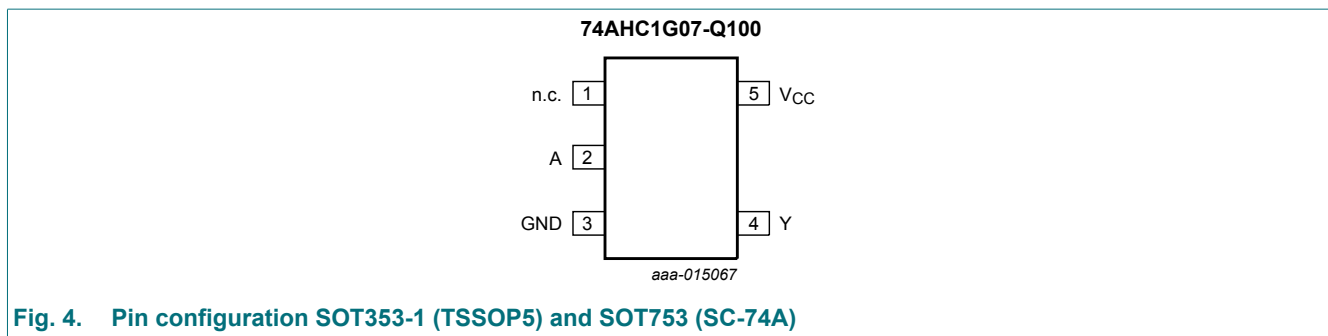 74AHC1G07-Q100
n.c. 1
5 VCC
A 2
GND 3
4 Y
aaa-015067
Fig. 4. Pin configuration SOT353-1 (TSSOP5) and SOT753 (SC-74A)